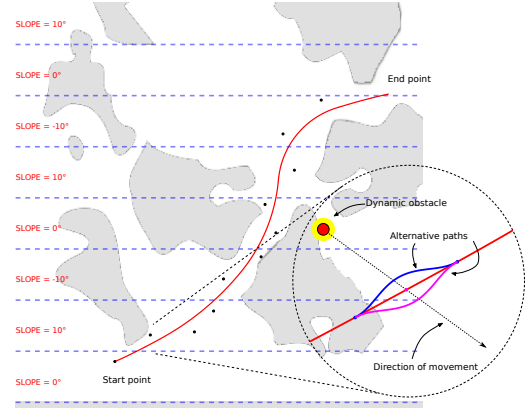 SLOPE = 10°
SLOPE = 0°
End point
SLOPE = -10°
SLOPE = 10°
Dynamic obstacle
SLOPE = 0°
Alternative paths
SLOPE = -10°
SLOPE = 10°
Direction of movement
Start point
SLOPE = 0°